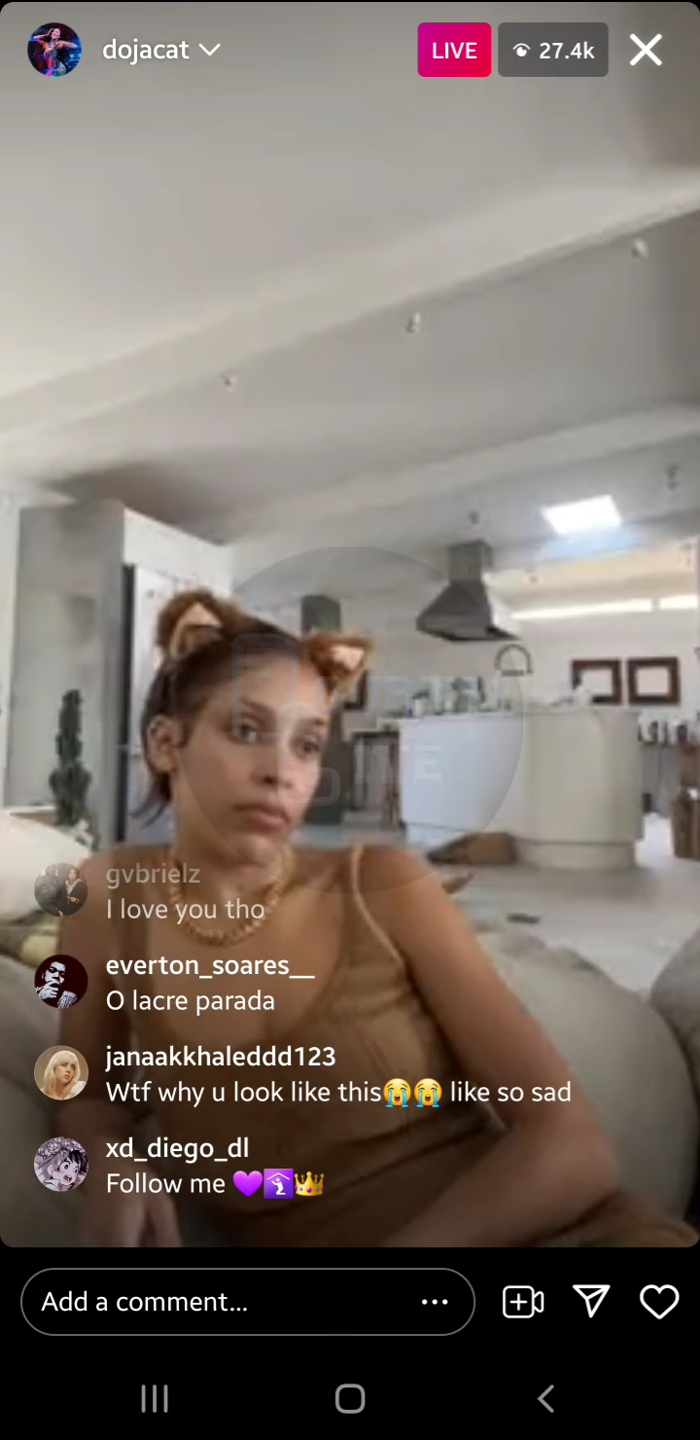 dojacat
LIVE
27.4k
gvbrielz
I love you tho
everton_soares__
O lacre parada
janaakkhaleddd123
Wtf why u look like this😭😭 like so sad
xd_diego_dl
Follow me 💜🛐👑
Add a comment...